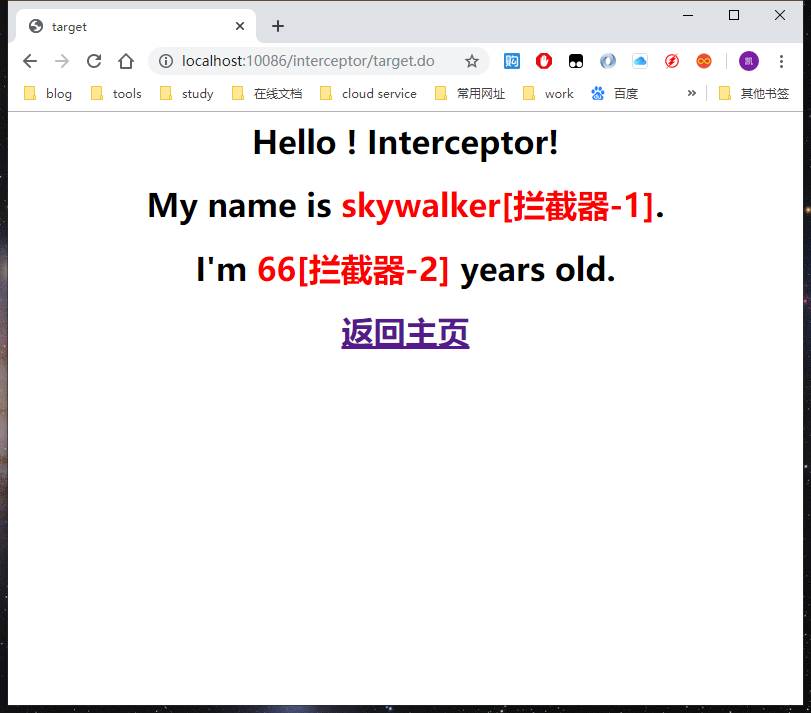 target
localhost:10086/interceptor/target.do
购
凯
blog tools study 在线文档 cloud service 常用网址 work 百度 » 其他书签
Hello ! Interceptor!
My name is skywalker[拦截器-1].
I'm 66[拦截器-2] years old.
返回主页